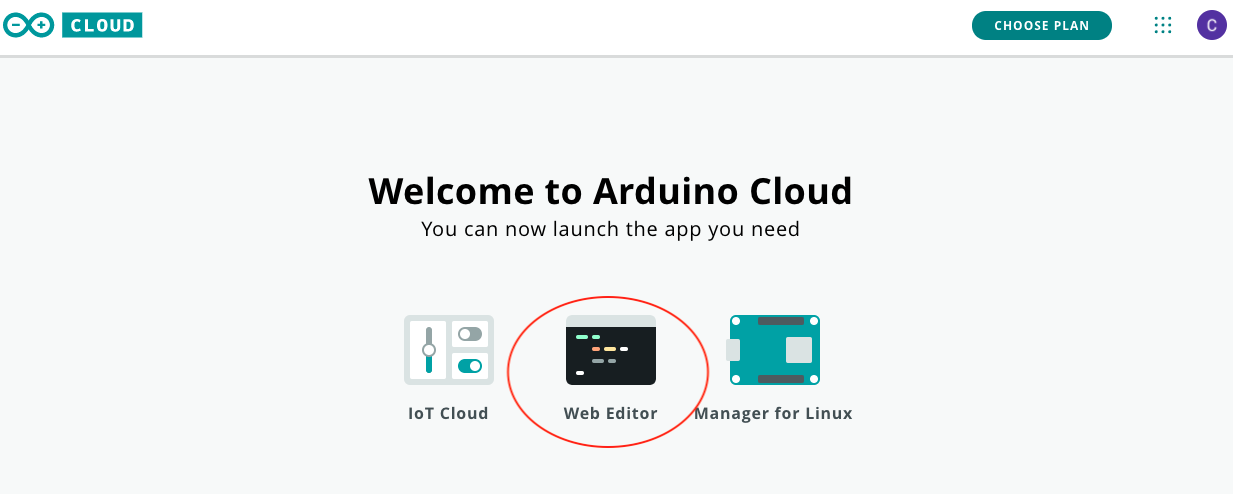 CLOUD
CHOOSE PLAN
C
Welcome to Arduino Cloud
You can now launch the app you need
IoT Cloud
Web Editor
Manager for Linux